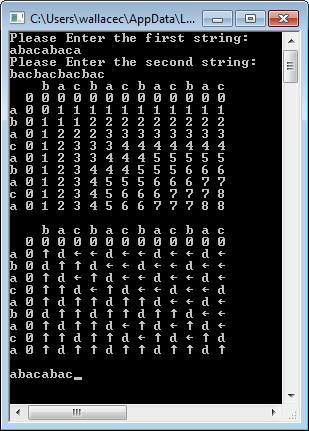 C:\Users\wallacec\AppData\L...
Please Enter the first string:
abacabaca
Please Enter the second string:
bacbacbacbac
b a c b a c b a c b a c
0 0 0 0 0 0 0 0 0 0 0 0 0
a 0 0 1 1 1 1 1 1 1 1 1 1 1
b 0 1 1 1 2 2 2 2 2 2 2 2 2
a 0 1 2 2 2 3 3 3 3 3 3 3 3
c 0 1 2 3 3 3 4 4 4 4 4 4 4
a 0 1 2 3 3 4 4 4 5 5 5 5 5
b 0 1 2 3 4 4 4 5 5 5 6 6 6
a 0 1 2 3 4 5 5 5 6 6 6 7 7
c 0 1 2 3 4 5 6 6 6 7 7 7 8
a 0 1 2 3 4 5 6 6 7 7 7 8 8
b a c b a c b a c b a c
0 0 0 0 0 0 0 0 0 0 0 0 0
a 0 ↑ d ← ← d ← ← d ← ← d ←
b 0 d ↑ ↑ d ← ← d ← ← d ← ←
a 0 ↑ d ↑ ↑ d ← ← d ← ← d ←
c 0 ↑ ↑ d ↑ ↑ d ← ← d ← ← d
a 0 ↑ d ↑ ↑ d ↑ ↑ d ← ← d ←
b 0 d ↑ ↑ d ↑ ↑ d ↑ ↑ d ← ←
a 0 ↑ d ↑ ↑ d ← ↑ d ← ↑ d ←
c 0 ↑ ↑ d ↑ ↑ d ← ↑ d ← ↑ d
a 0 ↑ d ↑ ↑ d ↑ ↑ d ↑ ↑ d ↑
abacabac_